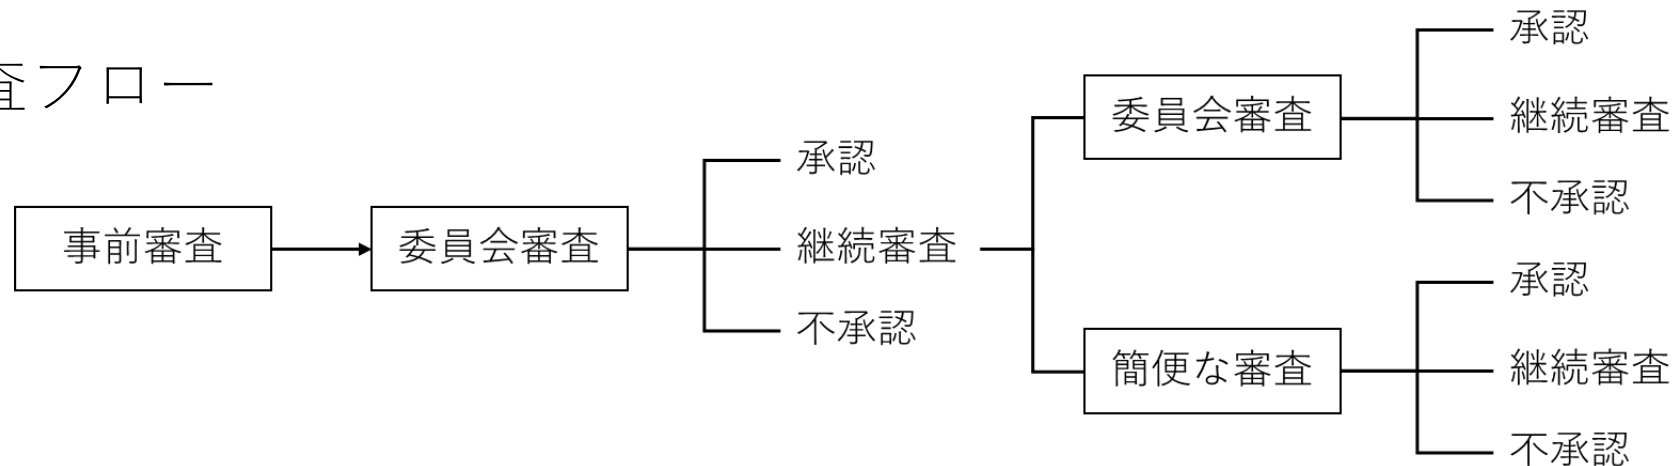 査フロー
事前審査
委員会審査
承認
継続審査
不承認
委員会審査
承認
継続審査
不承認
簡便な審査
承認
継続審査
不承認